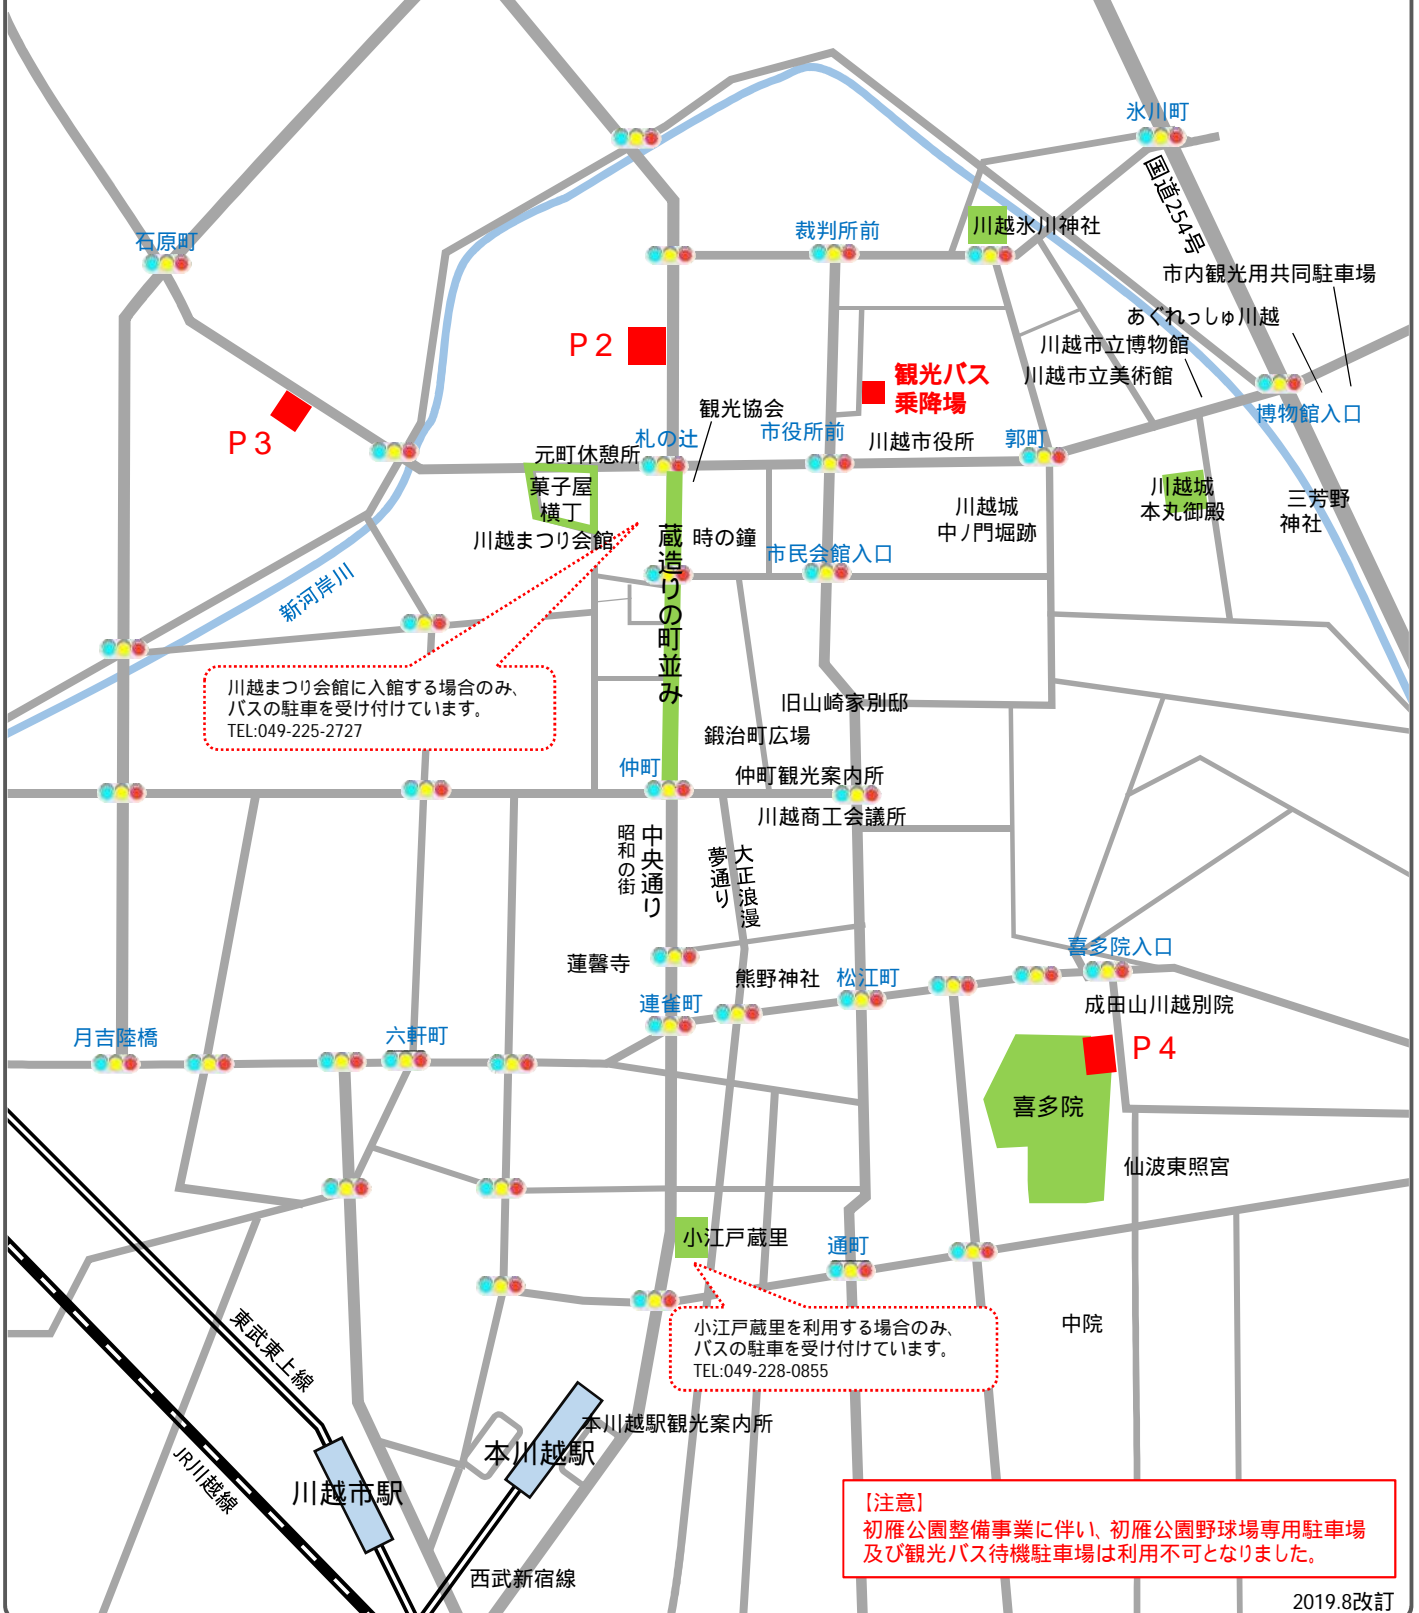 氷川町
国道254号
石原町
裁判所前
川越氷川神社
市内観光用共同駐車場
あぐれっしゅ川越
P2
川越市立博物館
川越市立美術館
観光バス
乗降場
博物館入口
P3
観光協会
札の辻
市役所前
川越市役所
郭町
元町休憩所
菓子屋
横丁
川越まつり会館
蔵造りの町並み
時の鐘
市民会館入口
川越城
中ノ門堀跡
川越城
本丸御殿
三芳野
神社
新河岸川
川越まつり会館に入館する場合のみ、
バスの駐車を受け付けています。
TEL:049-225-2727
旧山崎家別邸
鍛治町広場
仲町
仲町観光案内所
川越商工会議所
昭和の街
中央通り
大正浪漫
夢通り
蓮馨寺
熊野神社
松江町
喜多院入口
連雀町
成田山川越別院
月吉陸橋
六軒町
P4
喜多院
仙波東照宮
小江戸蔵里
通町
小江戸蔵里を利用する場合のみ、
バスの駐車を受け付けています。
TEL:049-228-0855
中院
東武東上線
JR川越線
本川越駅観光案内所
本川越駅
川越市駅
西武新宿線
【注意】
初雁公園整備事業に伴い、初雁公園野球場専用駐車場
及び観光バス待機駐車場は利用不可となりました。
2019.8改訂